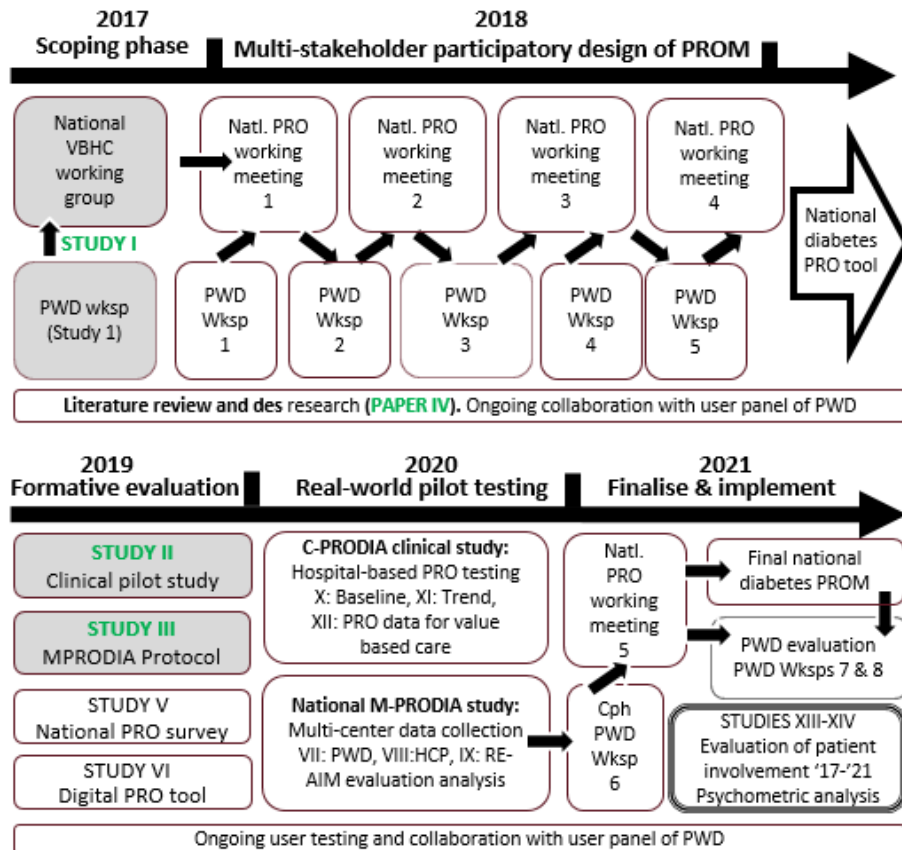 2017
Scoping phase
2018
Multi-stakeholder participatory design of PROM
National
VBHC
working
group
Natl. PRO
working
meeting
1
Natl. PRO
working
meeting
2
Natl. PRO
working
meeting
3
Natl. PRO
working
meeting
4
National
diabetes
PRO tool
STUDY I
PWD wksp
(Study 1)
PWD
Wksp
1
PWD
Wksp
2
PWD
Wksp
3
PWD
Wksp
4
PWD
Wksp
5
Literature review and des research (PAPER IV). Ongoing collaboration with user panel of PWD
2019
Formative evaluation
2020
Real-world pilot testing
2021
Finalise & implement
STUDY II
Clinical pilot study
STUDY III
MPRODIA Protocol
STUDY V
National PRO survey
STUDY VI
Digital PRO tool
C-PRODIA clinical study:
Hospital-based PRO testing
X: Baseline, XI: Trend,
XII: PRO data for value
based care
National M-PRODIA study:
Multi-center data collection
VII: PWD, VIII:HCP, IX: RE-
AIM evaluation analysis
Natl.
PRO
working
meeting
5
Cph
PWD
Wksp
6
Final national
diabetes PROM
PWD evaluation
PWD Wksps 7 & 8
STUDIES XIII-XIV
Evaluation of patient
involvement ‘17-’21
Psychometric analysis
Ongoing user testing and collaboration with user panel of PWD